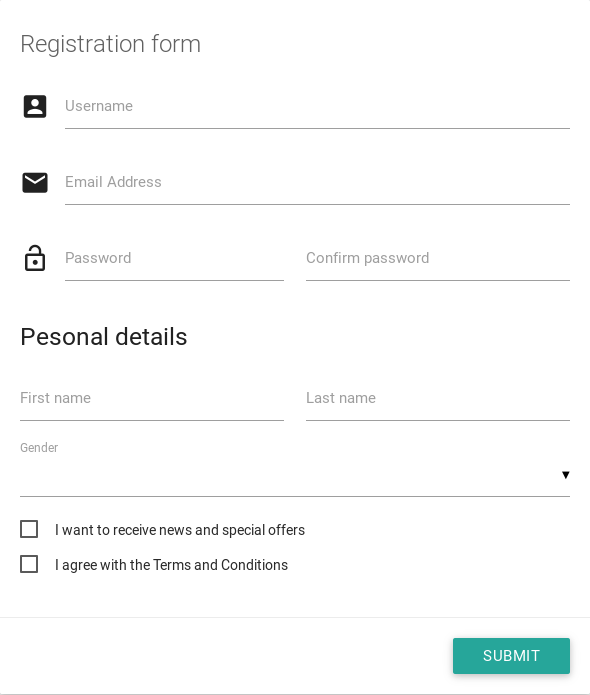 Registration form
Username
Email Address
Password Confirm password
Pesonal details
First name Last name
Gender
I want to receive news and special offers
I agree with the Terms and Conditions
SUBMIT